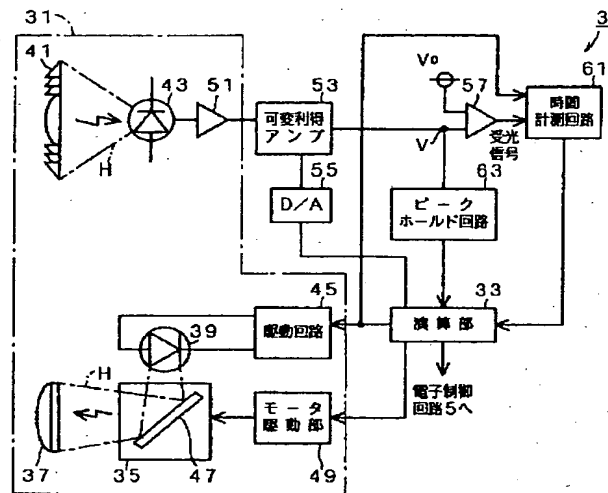 31
3
41
43
51
53
可変利得
アンプ
V₀
57
61
時間
計測回路
受光
信号
V
H
55
D/A
63
ピーク
ホールド回路
45
駆動回路
39
33
演算部
電子制御
回路5へ
H
モータ
駆動部
37
35
47
49